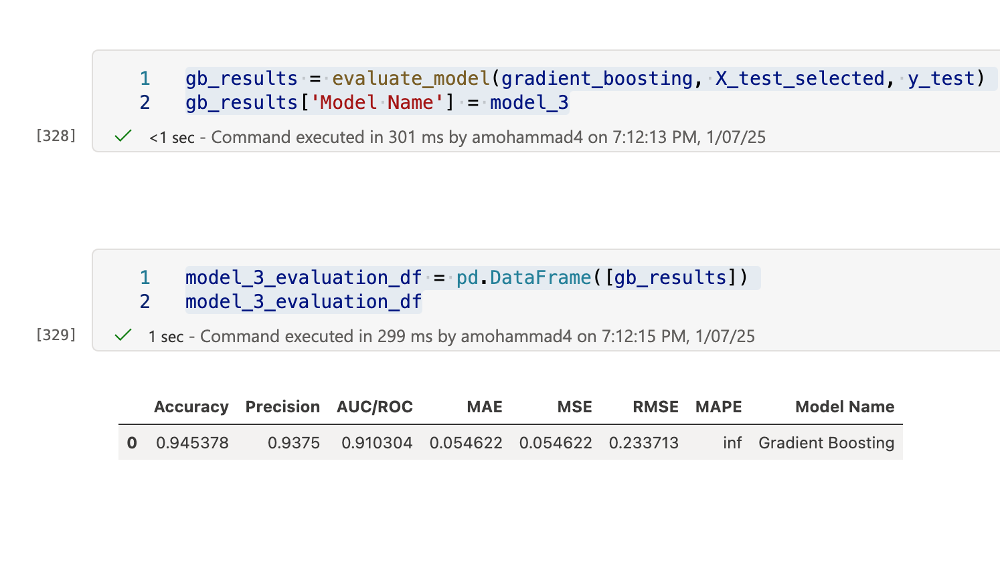 1 gb_results = evaluate_model(gradient_boosting, X_test_selected, y_test)
2 gb_results['Model Name'] = model_3
[328] <1 sec - Command executed in 301 ms by amohammad4 on 7:12:13 PM, 1/07/25
1 model_3_evaluation_df = pd.DataFrame([gb_results])
2 model_3_evaluation_df
[329] 1 sec - Command executed in 299 ms by amohammad4 on 7:12:15 PM, 1/07/25
Accuracy Precision AUC/ROC MAE MSE RMSE MAPE Model Name
0 0.945378 0.9375 0.910304 0.054622 0.054622 0.233713 inf Gradient Boosting